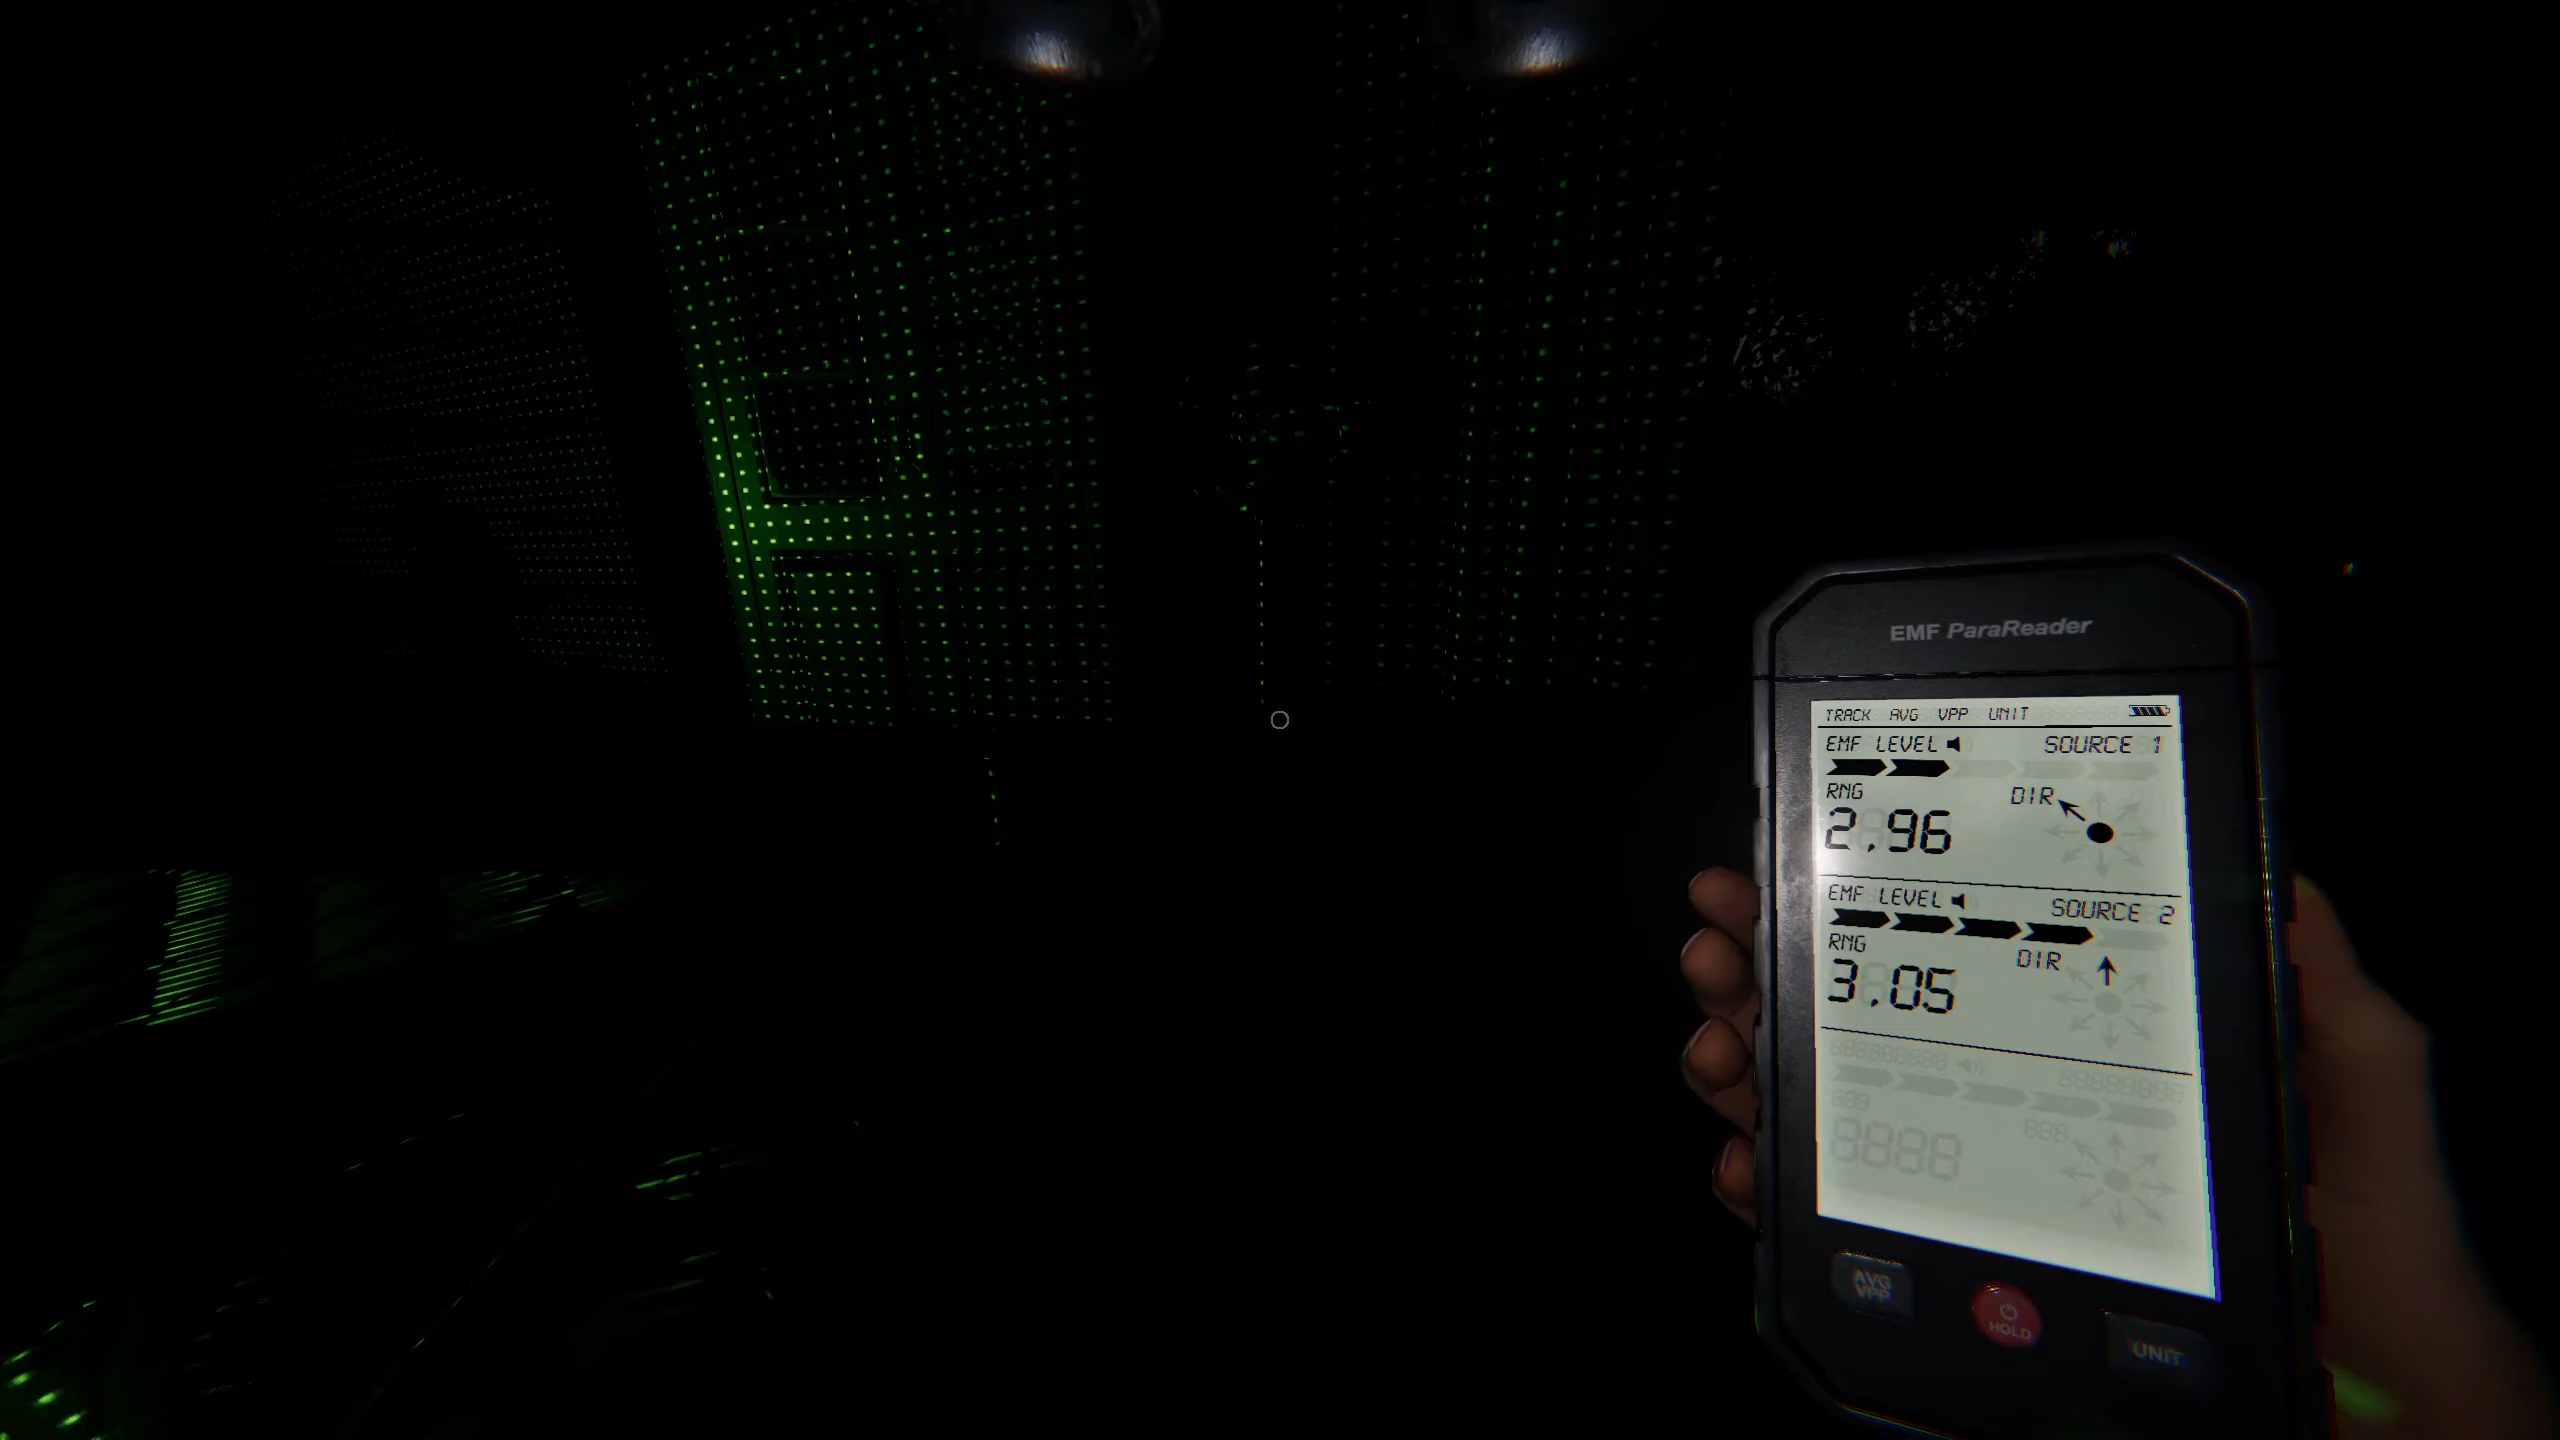 EMF ParaReader
TRACK AVG VPP UNIT
EMF LEVEL SOURCE 1
RNG DIR
2.96
EMF LEVEL SOURCE 2
RNG DIR
3.05
AVG
VPP
HOLD
UNIT